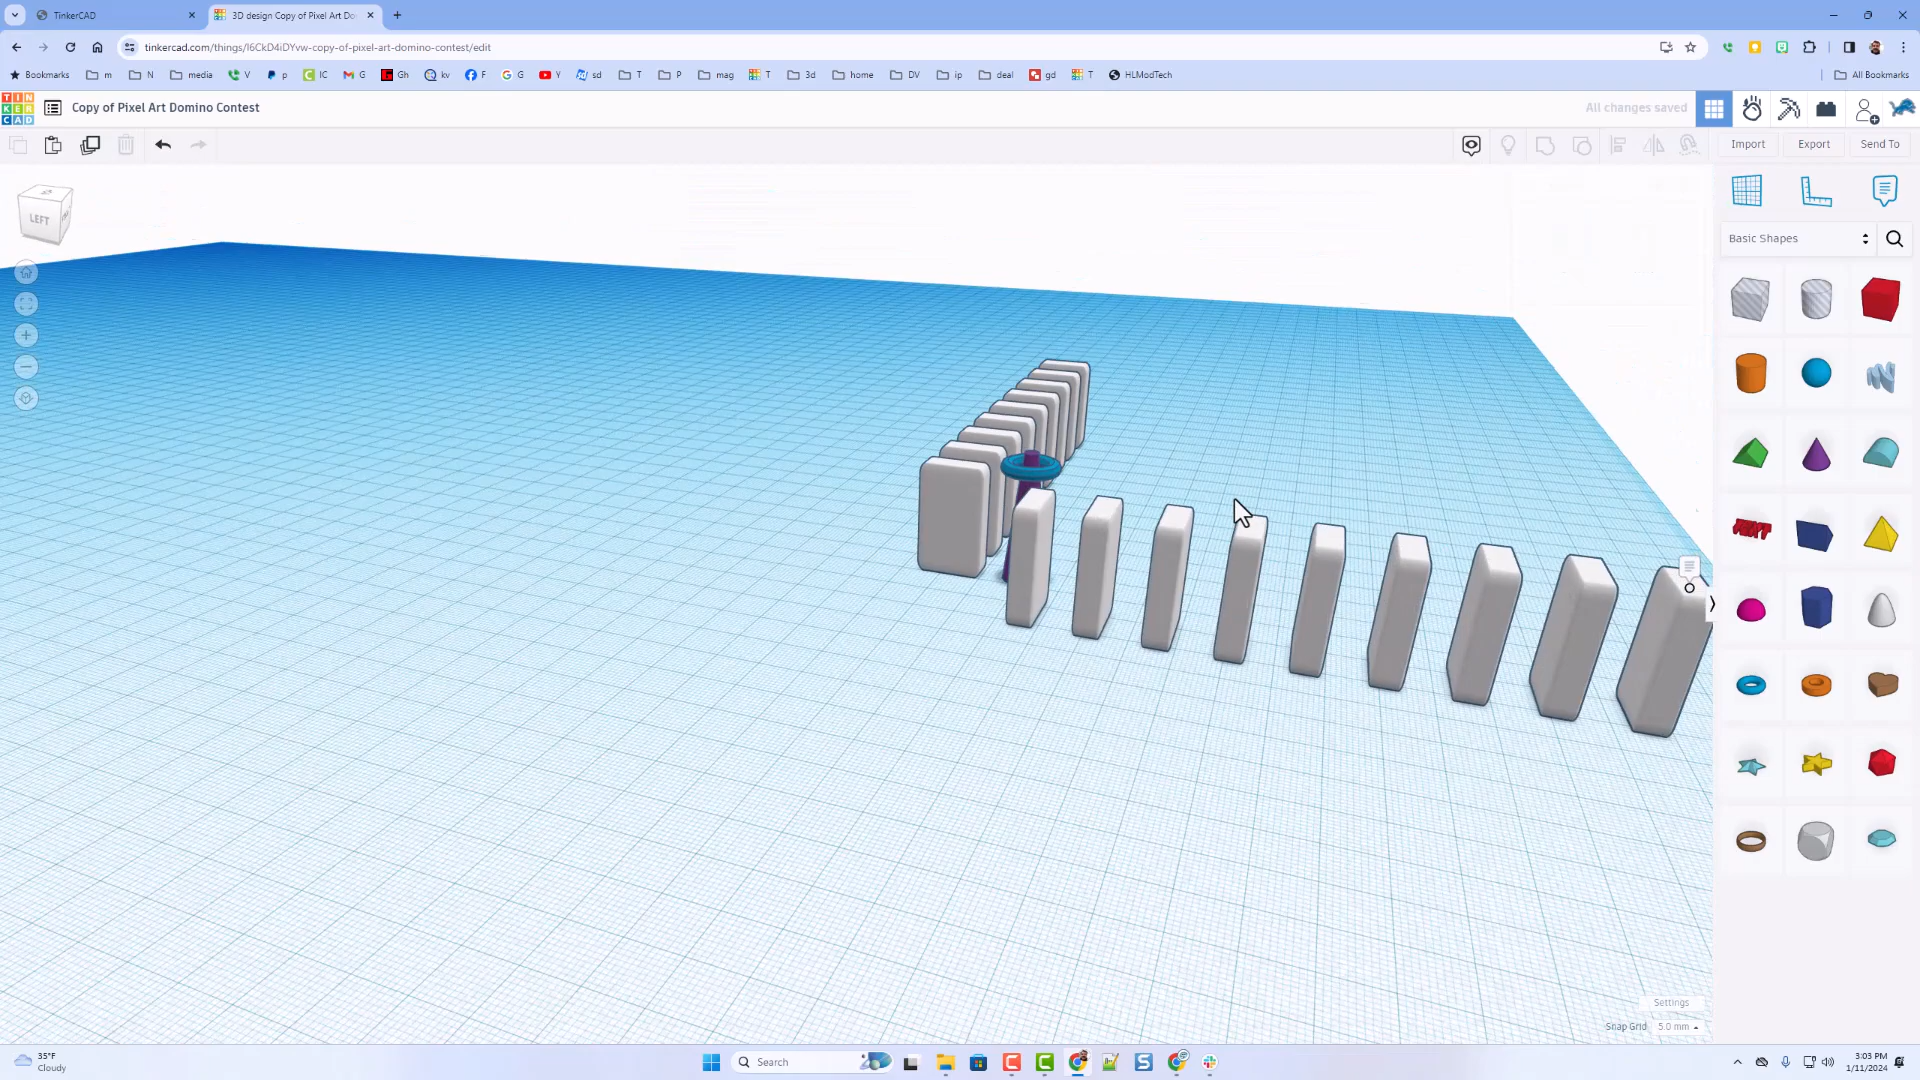 TinkerCAD
3D design Copy of Pixel Art Do
tinkercad.com/things/l6CkD4iDYvw-copy-of-pixel-art-domino-contest/edit
Bookmarks m N media V p IC G Gh kv F G Y sd T P mag T 3d home DV ip deal gd T HLModTech All Bookmarks
TIN
KER
CAD
Copy of Pixel Art Domino Contest
All changes saved
Import Export Send To
LEFT
Basic Shapes
TEXT
Settings
Snap Grid 5.0 mm
35°F
Cloudy
Search
3:03 PM
1/11/2024